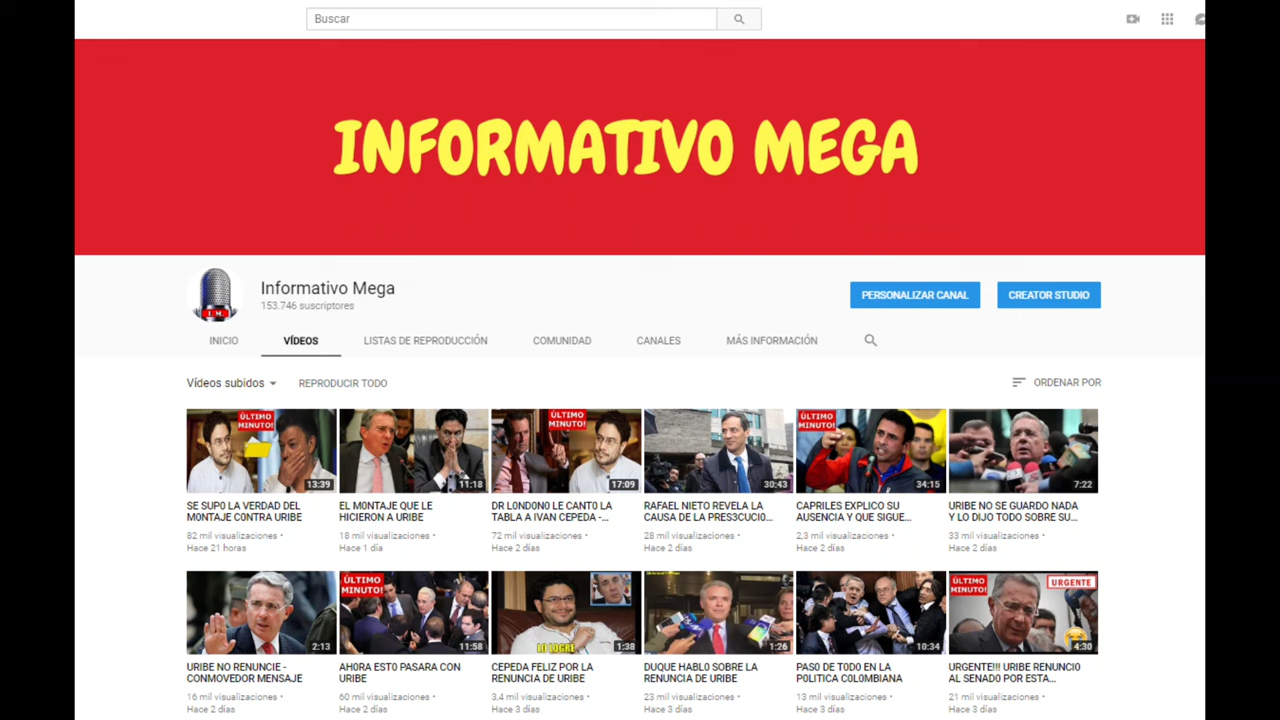 Buscar
INFORMATIVO MEGA
Informativo Mega
153.746 suscriptores
PERSONALIZAR CANAL
CREATOR STUDIO
I. M.
INICIO
VÍDEOS
LISTAS DE REPRODUCCIÓN
COMUNIDAD
CANALES
MÁS INFORMACIÓN
Vídeos subidos
REPRODUCIR TODO
ORDENAR POR
ÚLTIMO MINUTO!
13:39
11:18
ÚLTIMO MINUTO!
17:09
30:43
ÚLTIMO MINUTO!
34:15
7:22
SE SUP0 LA VERDAD DEL
M0NTAJE CONTRA URIBE
82 mil visualizaciones •
Hace 21 horas
EL M0NTAJE QUE LE
HICIERON A URIBE
18 mil visualizaciones •
Hace 1 día
DR L0ND0N0 LE CANT0 LA
TABLA A IVAN CEPEDA -...
72 mil visualizaciones •
Hace 2 días
RAFAEL NIETO REVELA LA
CAUSA DE LA PRES3CUCI0...
28 mil visualizaciones •
Hace 2 días
CAPRILES EXPLICO SU
AUSENCIA Y QUE SIGUE...
2,3 mil visualizaciones •
Hace 2 días
URIBE NO SE GUARDO NADA
Y LO DIJO TODO SOBRE SU...
33 mil visualizaciones •
Hace 2 días
2:13
ÚLTIMO MINUTO!
11:58
LO LOGRE
1:38
1:26
10:34
ÚLTIMO MINUTO!
URGENTE
4:30
URIBE NO RENUNCIE -
CONMOVEDOR MENSAJE
16 mil visualizaciones •
Hace 2 días
AH0RA EST0 PASARA CON
URIBE
60 mil visualizaciones •
Hace 2 días
CEPEDA FELIZ POR LA
RENUNCIA DE URIBE
3,4 mil visualizaciones •
Hace 3 días
DUQUE HABL0 SOBRE LA
RENUNCIA DE URIBE
23 mil visualizaciones •
Hace 3 días
PAS0 DE T0D0 EN LA
P0LITICA C0L0MBIANA
13 mil visualizaciones •
Hace 3 días
URGENTE!!! URIBE RENUNCI0
AL SENAD0 POR ESTA...
21 mil visualizaciones •
Hace 3 días